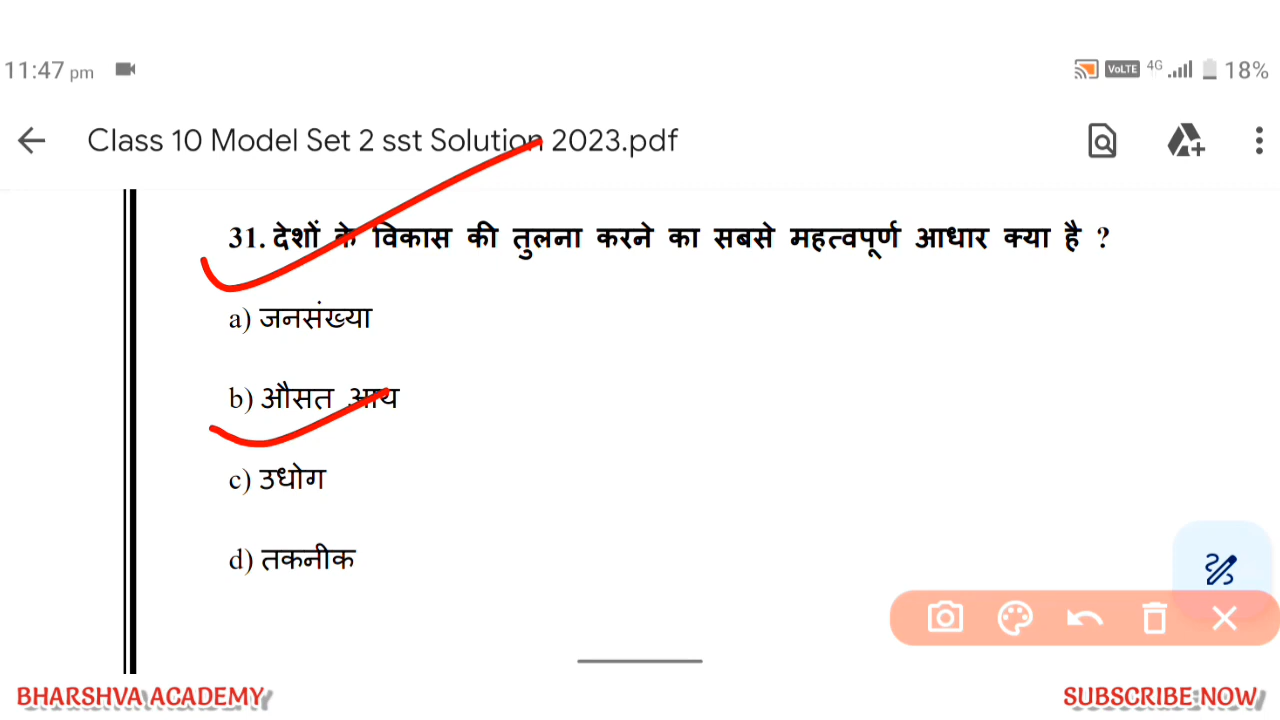 11:47 pm VoLTE 4G 18%
Class 10 Model Set 2 sst Solution 2023.pdf
31. देशों के विकास की तुलना करने का सबसे महत्वपूर्ण आधार क्या है ?
a) जनसंख्या
b) औसत आय
c) उधोग
d) तकनीक
BHARSHVA ACADEMY SUBSCRIBE NOW